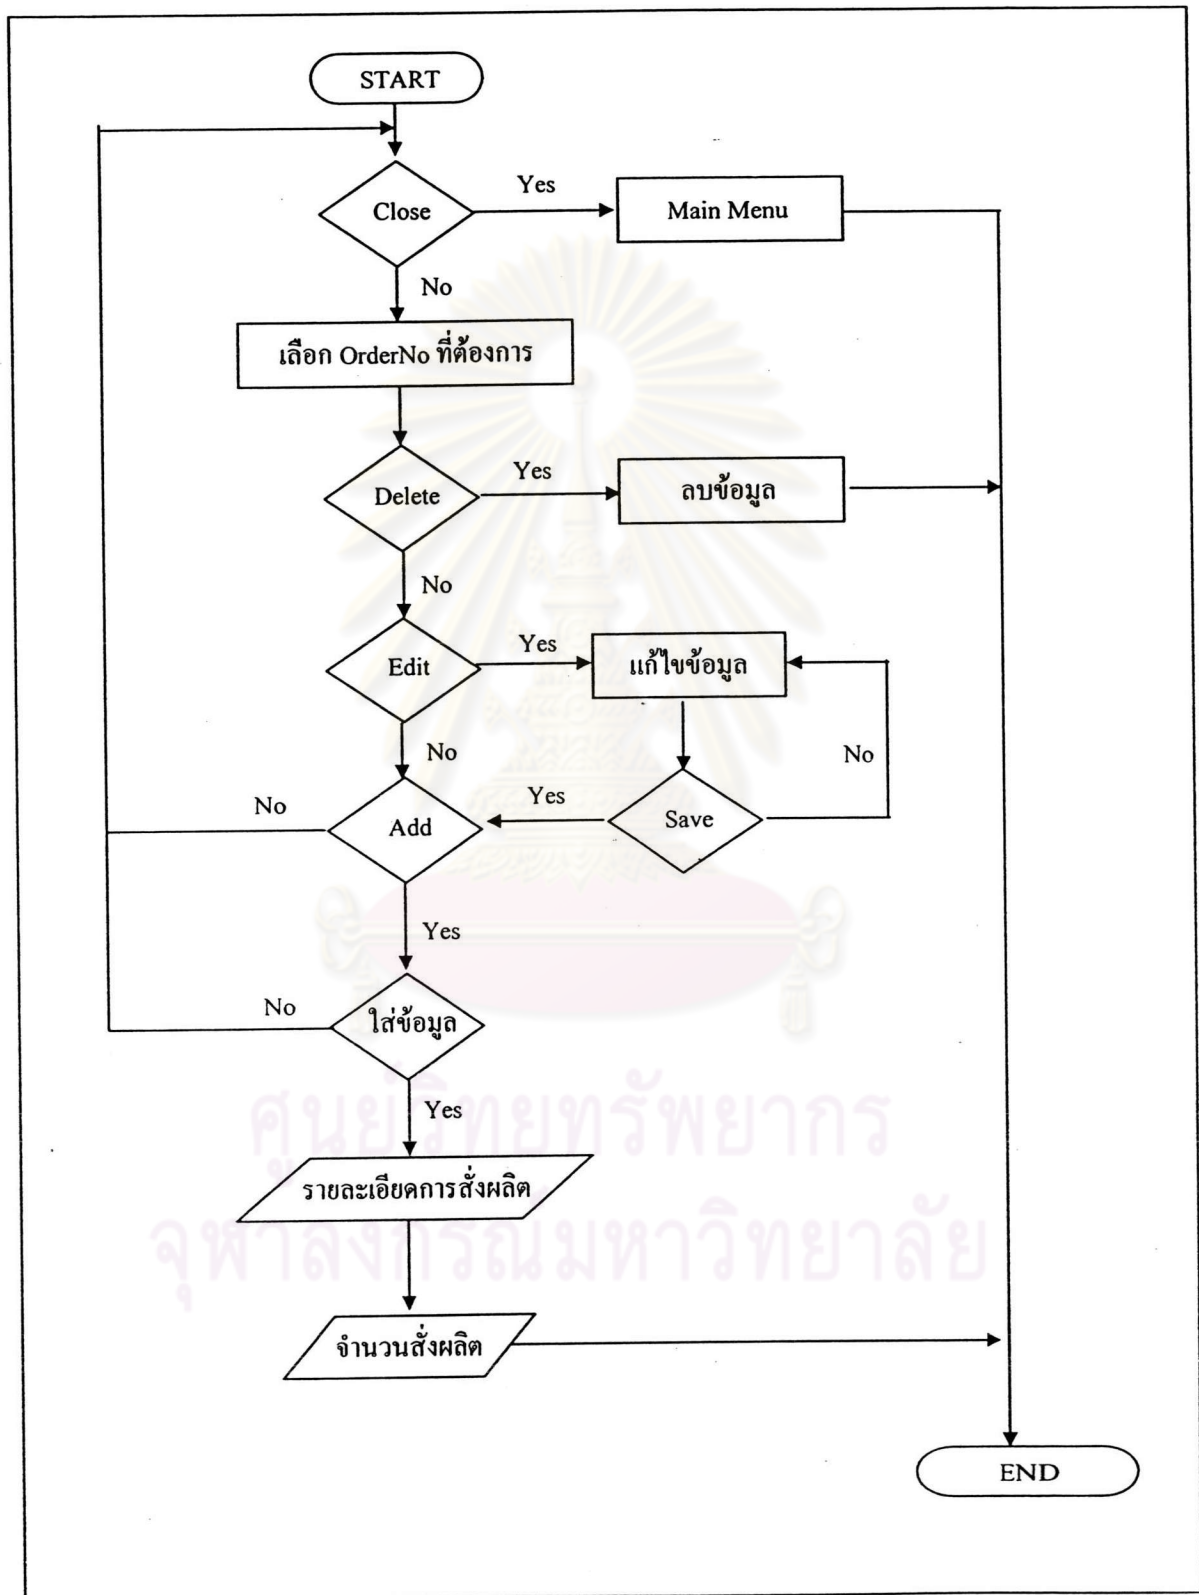 START
Close
Yes
Main Menu
No
เลือก OrderNo ที่ต้องการ
Delete
Yes
ลบข้อมูล
No
Edit
Yes
แก้ไขข้อมูล
No
No
Add
No
Yes
Save
Yes
ใส่ข้อมูล
No
Yes
รายละเอียดการสั่งผลิต
จำนวนสั่งผลิต
END
ศูนย์วิทยทรัพยากร
จุฬาลงกรณ์มหาวิทยาลัย